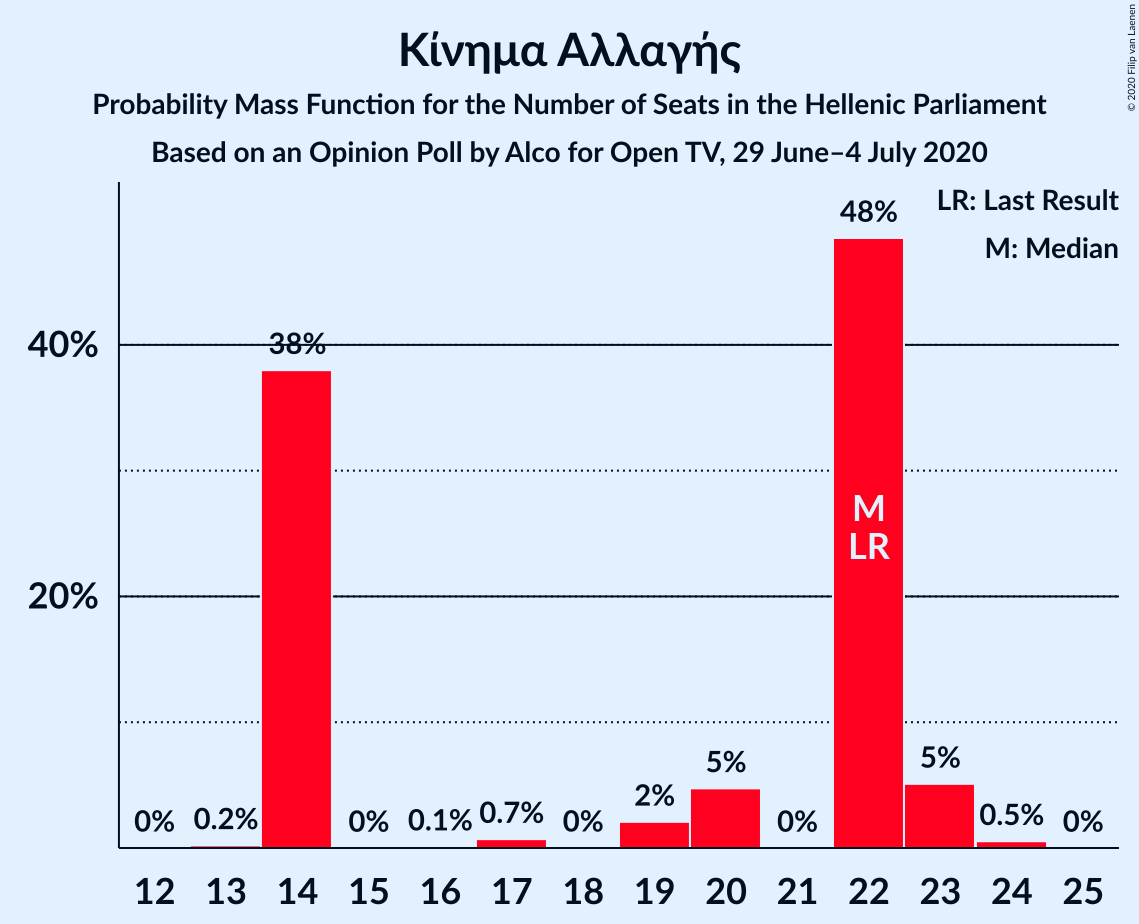 Κίνημα Αλλαγής
Probability Mass Function for the Number of Seats in the Hellenic Parliament
Based on an Opinion Poll by Alco for Open TV, 29 June–4 July 2020
© 2020 Filip van Laenen
LR: Last Result
M: Median
40%
20%
0%
0.2%
38%
0%
0.1%
0.7%
0%
2%
5%
0%
48%
M
LR
5%
0.5%
0%
12 13 14 15 16 17 18 19 20 21 22 23 24 25